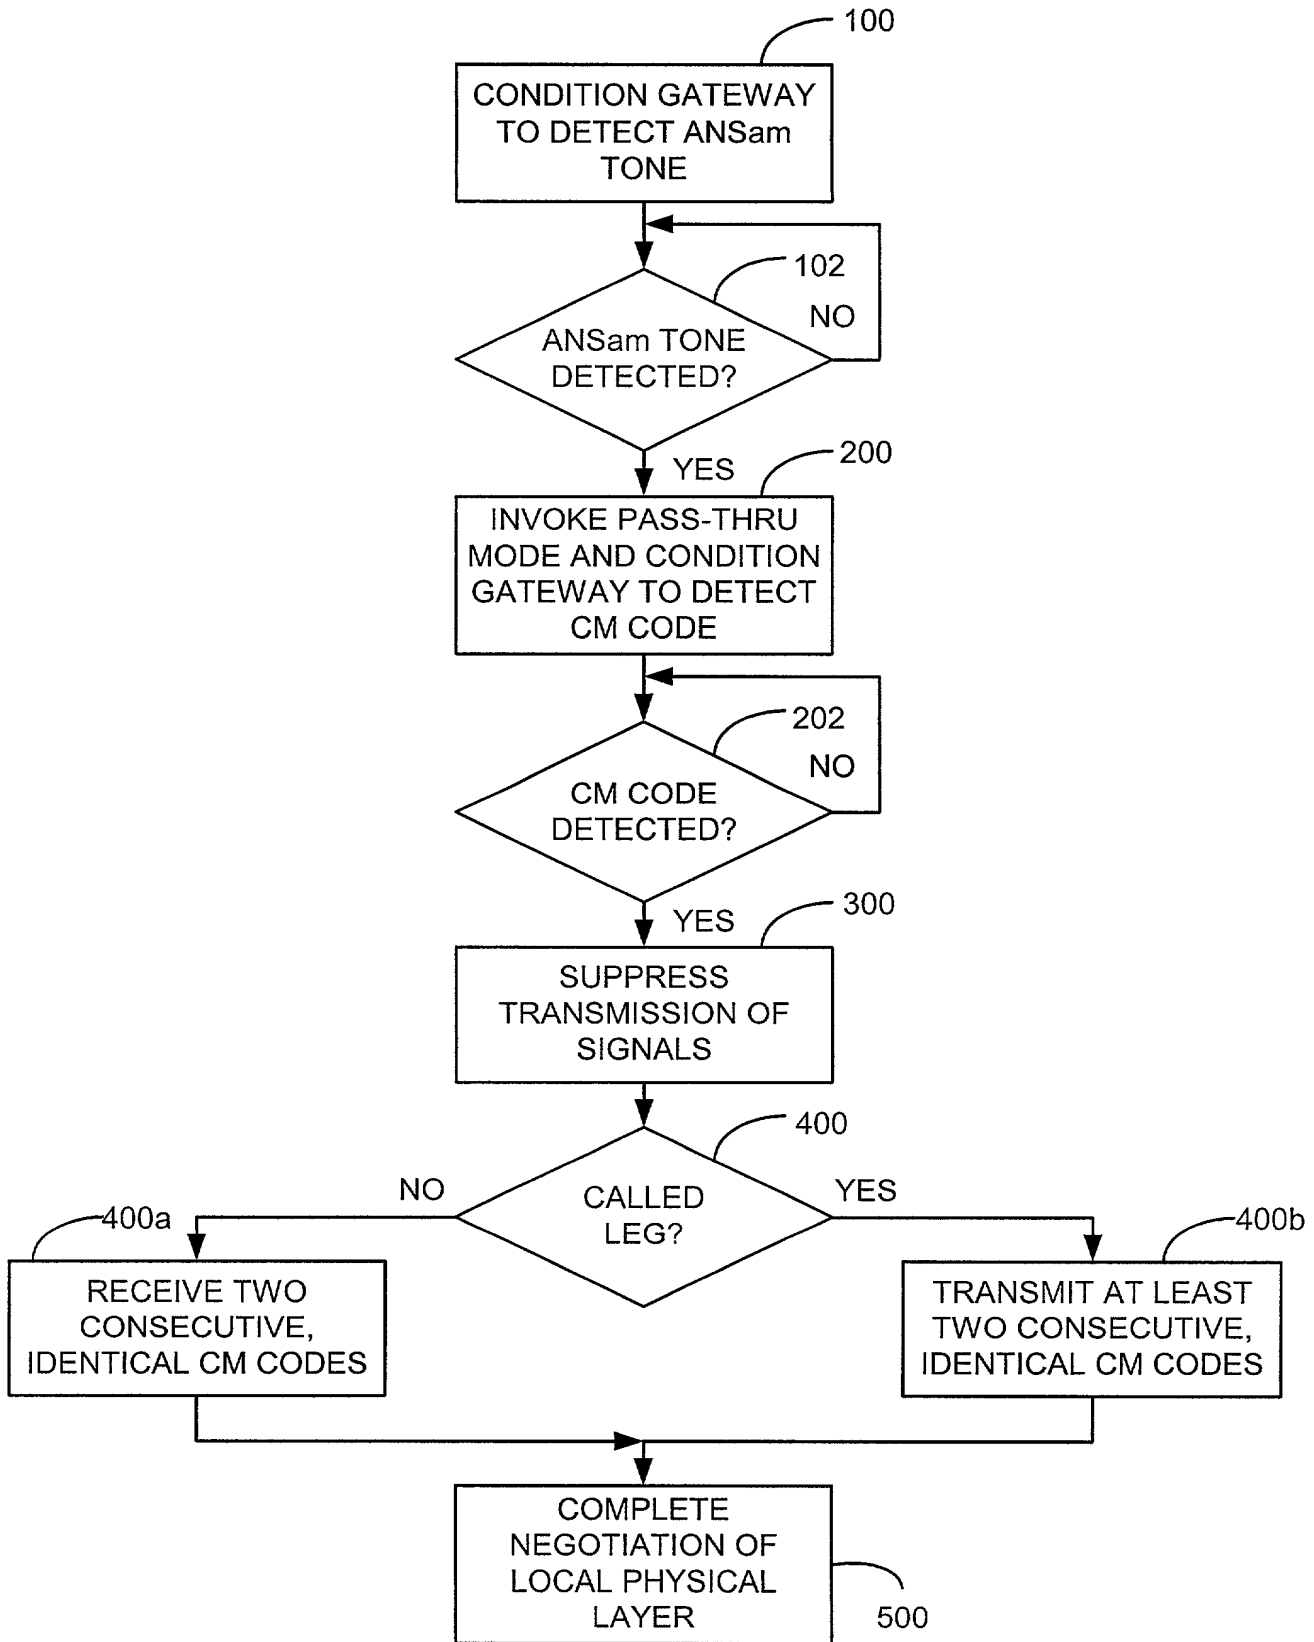 100
CONDITION GATEWAY
TO DETECT ANSam
TONE
102
NO
ANSam TONE
DETECTED?
YES
200
INVOKE PASS-THRU
MODE AND CONDITION
GATEWAY TO DETECT
CM CODE
202
NO
CM CODE
DETECTED?
YES
300
SUPPRESS
TRANSMISSION OF
SIGNALS
400
NO
YES
CALLED
LEG?
400a
400b
RECEIVE TWO
CONSECUTIVE,
IDENTICAL CM CODES
TRANSMIT AT LEAST
TWO CONSECUTIVE,
IDENTICAL CM CODES
COMPLETE
NEGOTIATION OF
LOCAL PHYSICAL
LAYER
500